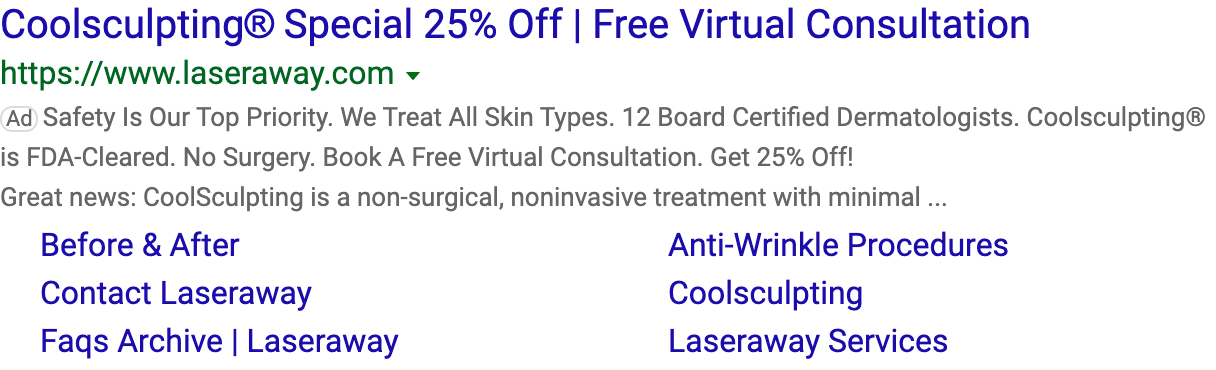 Coolsculpting® Special 25% Off | Free Virtual Consultation
https://www.laseraway.com
Ad Safety Is Our Top Priority. We Treat All Skin Types. 12 Board Certified Dermatologists. Coolsculpting®
is FDA-Cleared. No Surgery. Book A Free Virtual Consultation. Get 25% Off!
Great news: CoolSculpting is a non-surgical, noninvasive treatment with minimal ...
Before & After
Anti-Wrinkle Procedures
Contact Laseraway
Coolsculpting
Faqs Archive | Laseraway
Laseraway Services